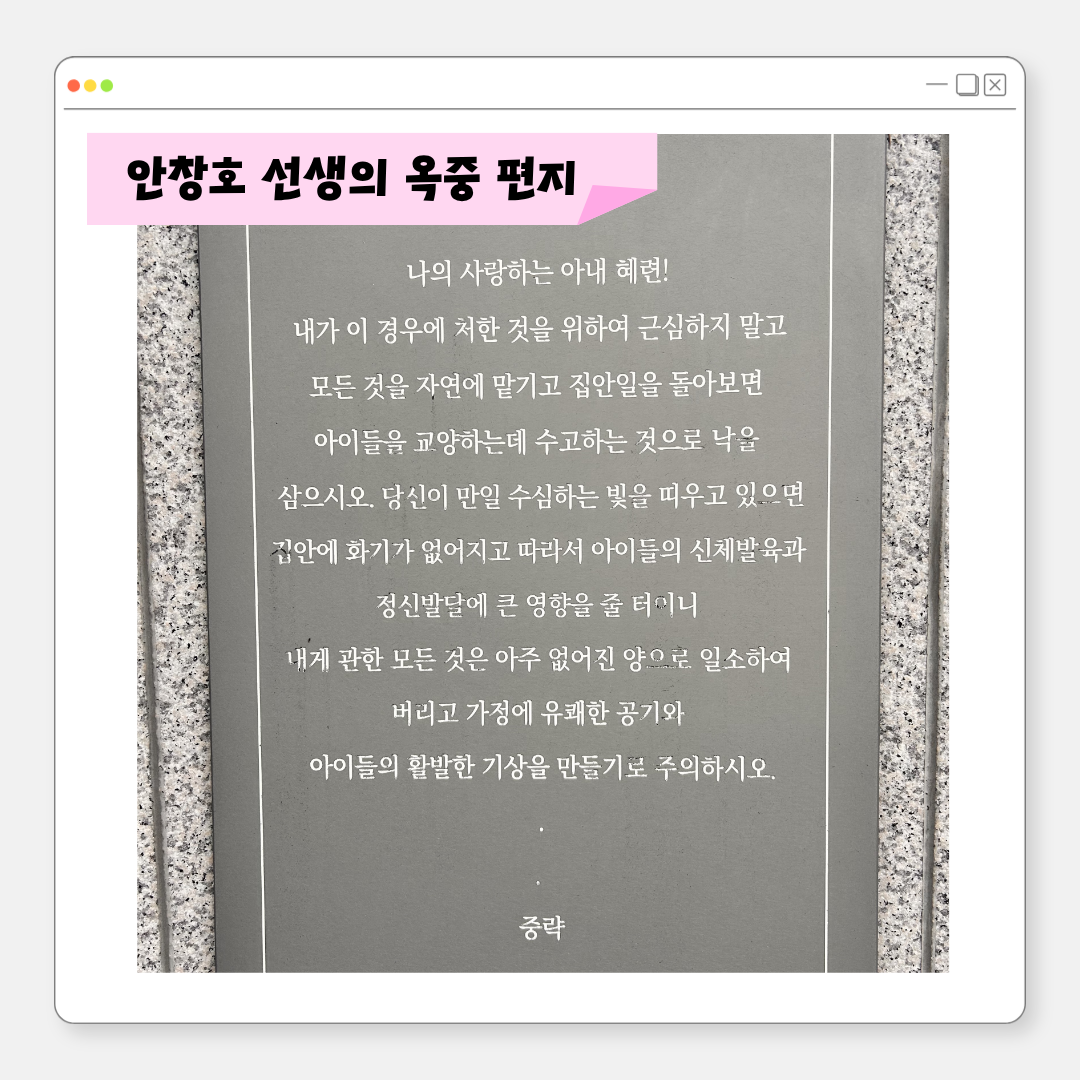 안창호 선생의 옥중 편지
나의 사랑하는 아내 혜련!
내가 이 경우에 처한 것을 위하여 근심하지 말고
모든 것을 자연에 맡기고 집안일을 돌아보면
아이들을 교양하는데 수고하는 것으로 낙을
삼으시오. 당신이 만일 수심하는 빛을 띠우고 있으면
집안에 화기가 없어지고 따라서 아이들의 신체발육과
정신발달에 큰 영향을 줄 터이니
내게 관한 모든 것은 아주 없어진 양으로 일소하여
버리고 가정에 유쾌한 공기와
아이들의 활발한 기상을 만들기로 주의하시오.
.
.
중략